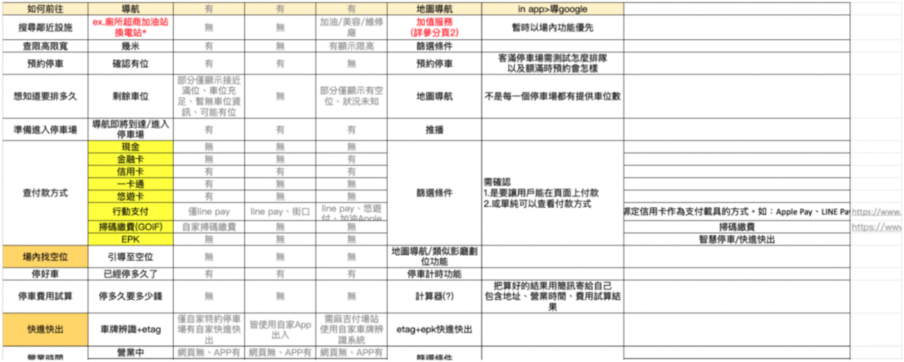 如何前往 導航 有 有 有 地圖導航 in app>導google
搜尋鄰近設施 ex.廁所超商加油站
換電站* 無 無 加油/美容/維修
廠 加值服務
(詳參分頁2) 暫時以場內功能優先
查限高限寬 幾米 無 無 有顯示限高 篩選條件
預約停車 確認有位 有 有 無 預約停車 客滿停車場需測試怎麼排隊
以及額滿時預約會怎樣
想知道要排多久 剩餘車位 部分僅顯示接近
滿位、車位充
足、暫無車位資
訊、可能有位 無 部分僅顯示有空
位、狀況未知 地圖導航 不是每一個停車場都有提供車位數
準備進入停車場 導航即將到達/進入
停車場 有 有 有 推播
查付款方式 現金 無 無 無 篩選條件 需確認
1.是要讓用戶能在頁面上付款
2.或單純可以查看付款方式
金融卡 無 無 有
信用卡 有 有 有
一卡通 有 無 無
悠遊卡 有 無 無
行動支付 僅line pay line pay、街口 line pay、悠遊
付、加油Apple 綁定信用卡作為支付載具的方式。如：Apple Pay、LINE Pay https://www.
掃碼繳費(GOiF) 自家掃碼繳費 無 無 掃碼繳費 https://www
EPK 無 無 無 智慧停車/快進快出
場內找空位 引導至空位 無 無 無 地圖導航/類似影廳劃
位功能
停好車 已經停多久了 有 有 有 停車計時功能
停車費用試算 停多久要多少錢 無 無 無 計算器(?) 把算好的結果用簡訊寄給自己
包含地址、營業時間、費用試算結
果
快進快出 車牌辨識+etag 僅自家特約停車
場有自家快進快
出 皆使用自家App
出入 需麻吉付場站
使用自家車牌辨
識系統 etag+epk快進快出
營業時間 營業中 網頁無、APP有 網頁無、APP有 網頁無、APP有 篩選條件